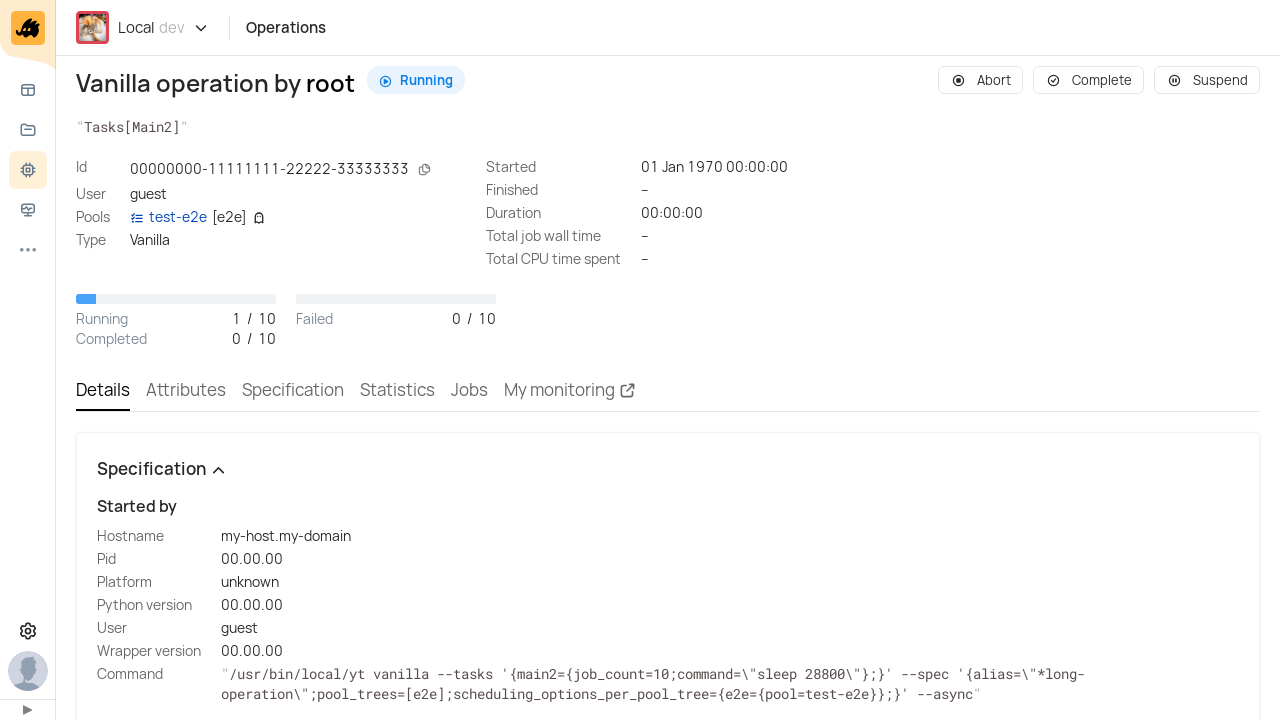 Local dev Operations
Vanilla operation by root Running Abort Complete Suspend
"Tasks[Main2]"
Id 00000000-11111111-22222-33333333
User guest
Pools test-e2e [e2e]
Type Vanilla
Started 01 Jan 1970 00:00:00
Finished –
Duration 00:00:00
Total job wall time –
Total CPU time spent –
Running 1 / 10
Completed 0 / 10
Failed 0 / 10
Details Attributes Specification Statistics Jobs My monitoring
Specification
Started by
Hostname my-host.my-domain
Pid 00.00.00
Platform unknown
Python version 00.00.00
User guest
Wrapper version 00.00.00
Command "/usr/bin/local/yt vanilla --tasks '{main2={job_count=10;command=\"sleep 28800\"};}' --spec '{alias=\"*long-
operation\";pool_trees=[e2e];scheduling_options_per_pool_tree={e2e={pool=test-e2e}};}' --async"